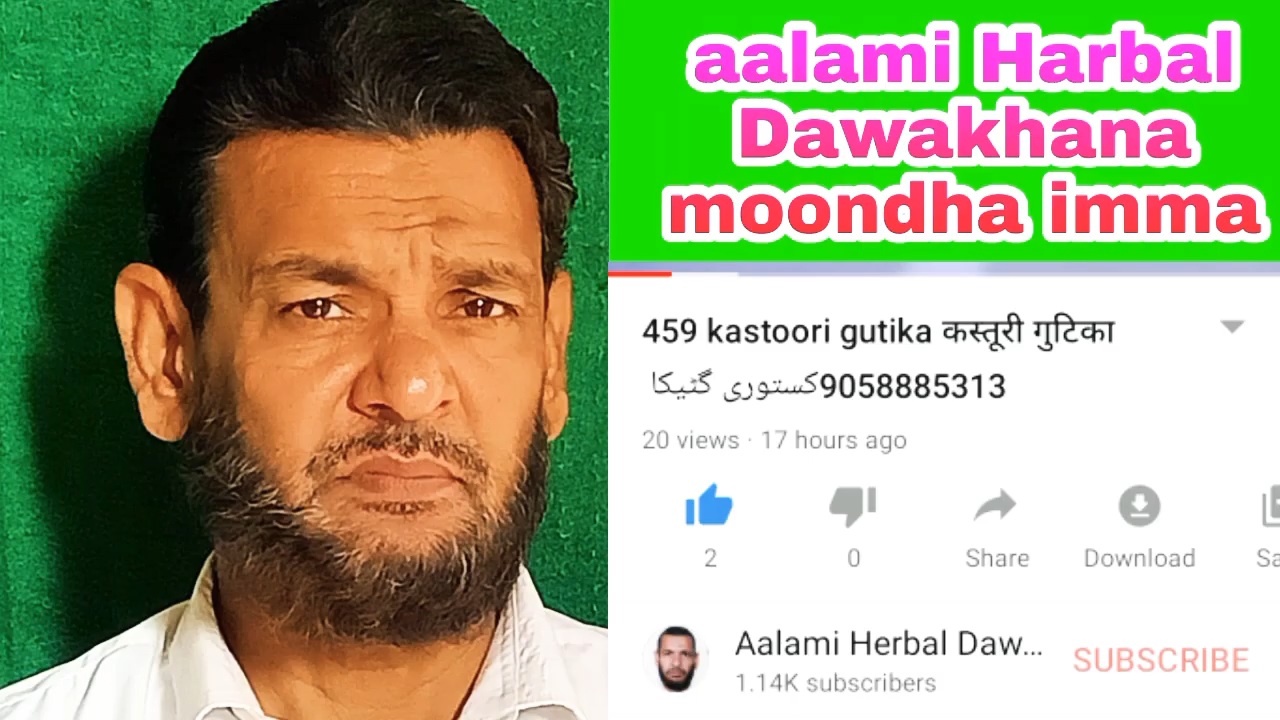 aalami Harbal
Dawakhana
moondha imma
459 kastoori gutika कस्तूरी गुटिका
کستوری گٹیکا9058885313
20 views · 17 hours ago
2
0
Share
Download
Sa
Aalami Herbal Daw...
SUBSCRIBE
1.14K subscribers